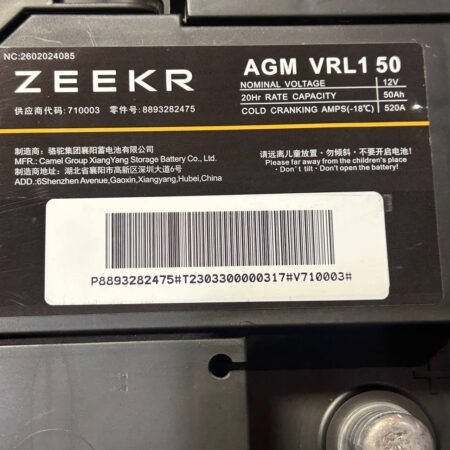 NC:2602024085
ZEEKR
供应商代码: 710003 零件号: 8893282475
AGM VRL1 50
NOMINAL VOLTAGE 12V
20Hr RATE CAPACITY 50Ah
COLD CRANKING AMPS(-18℃) 520A
制造商: 骆驼集团襄阳蓄电池有限公司
MFR.: Camel Group XiangYang Storage Battery Co., Ltd.
制造商地址: 湖北省襄阳市高新区深圳大道6号
ADD.:6Shenzhen Avenue,Gaoxin,Xiangyang,Hubei,China
请远离儿童放置·勿倾斜·不要开启电池!
Please far away from the children's place
· Don't tilt · Don't open the battery!
P8893282475#T2303300000317#V710003#